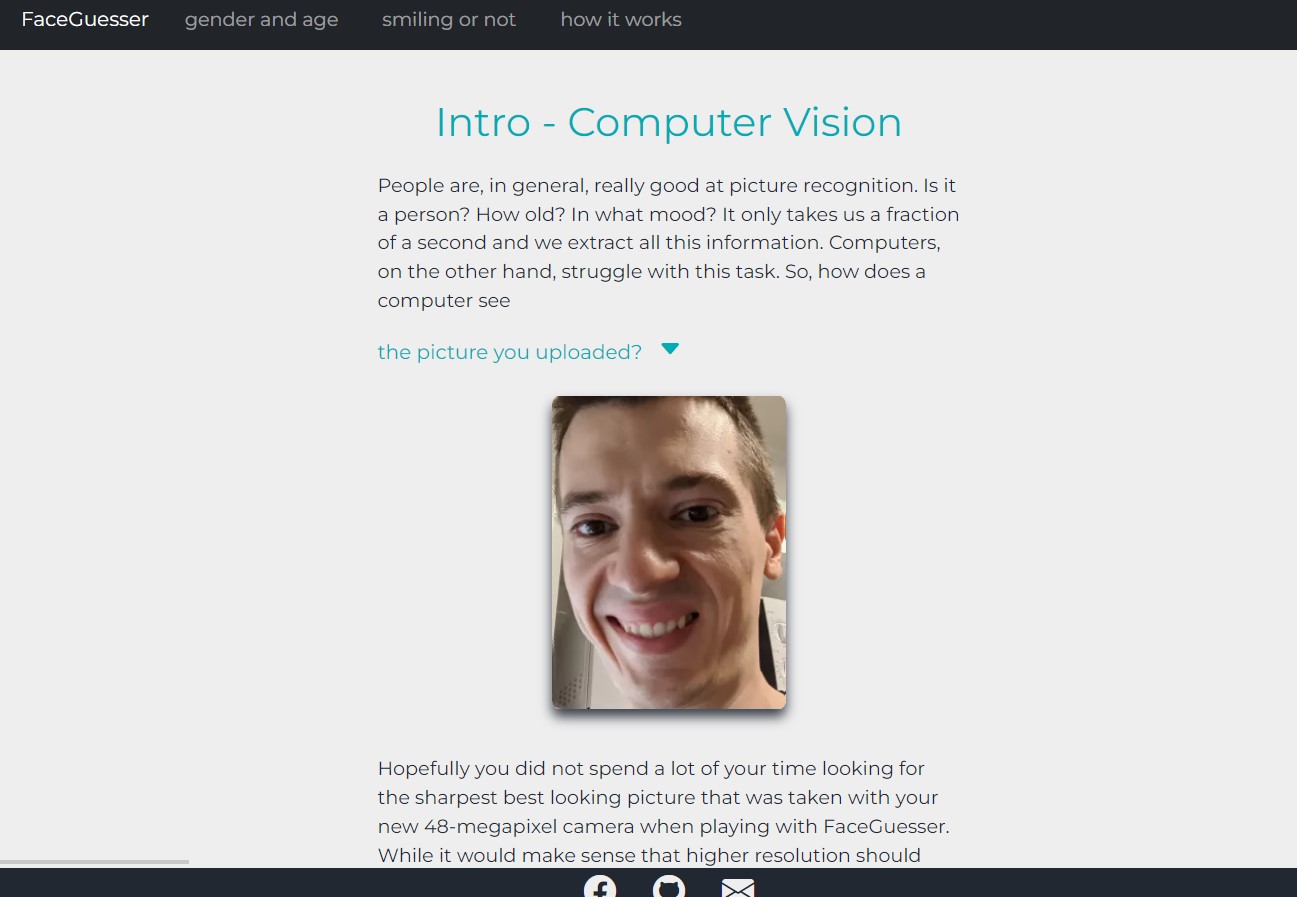 FaceGuesser gender and age smiling or not how it works
Intro - Computer Vision
People are, in general, really good at picture recognition. Is it
a person? How old? In what mood? It only takes us a fraction
of a second and we extract all this information. Computers,
on the other hand, struggle with this task. So, how does a
computer see
the picture you uploaded?
Hopefully you did not spend a lot of your time looking for
the sharpest best looking picture that was taken with your
new 48-megapixel camera when playing with FaceGuesser.
While it would make sense that higher resolution should